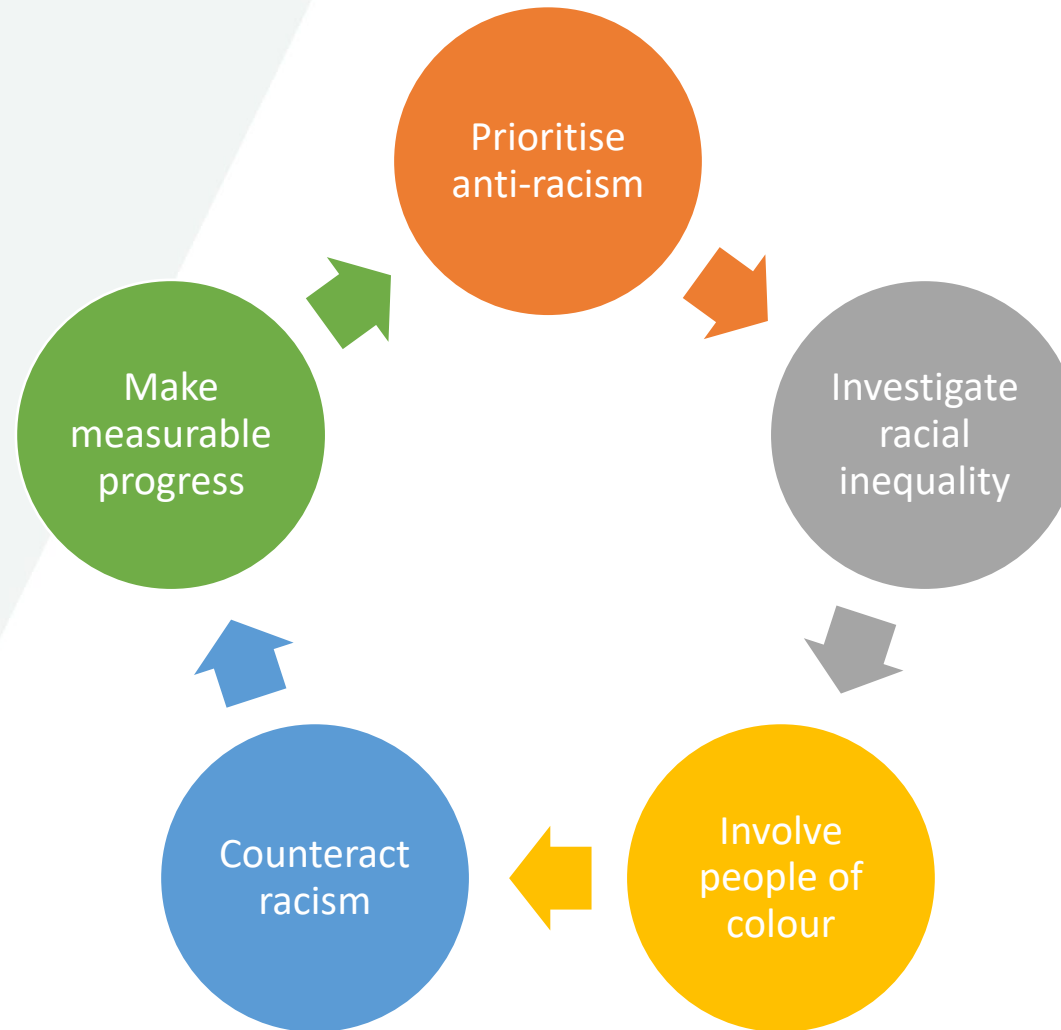 Prioritise
anti-racism
Investigate
racial
inequality
Involve
people of
colour
Counteract
racism
Make
measurable
progress